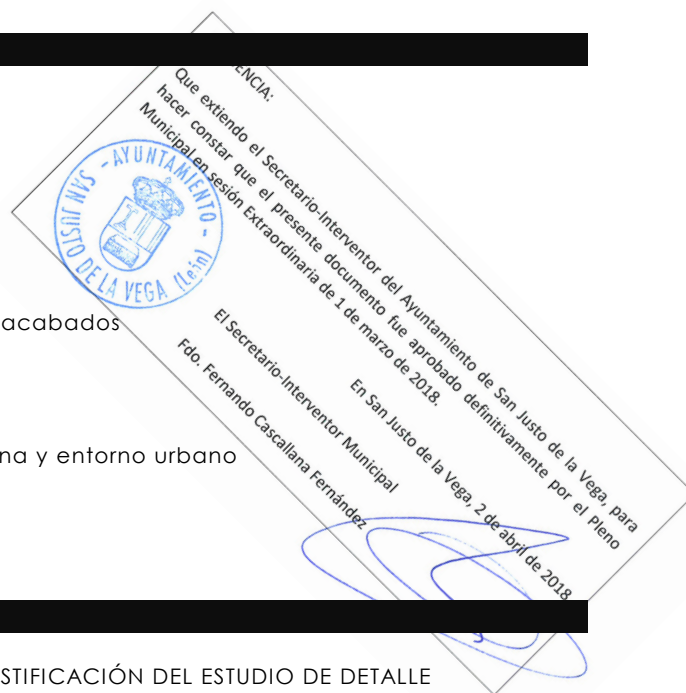 ENCIA:
Que extiendo el Secretario-Interventor del Ayuntamiento de San Justo de la Vega, para
hacer constar que el presente documento fue aprobado definitivamente por el Pleno
Municipal en sesión Extraordinaria de 1 de marzo de 2018.
En San Justo de la Vega, 2 de abril de 2018
El Secretario-Interventor Municipal
Fdo. Fernando Cascallana Fernández
- AYUNTAMIENTO -
SAN JUSTO DE LA VEGA (León)
acabados
na y entorno urbano
STIFICACIÓN DEL ESTUDIO DE DETALLE